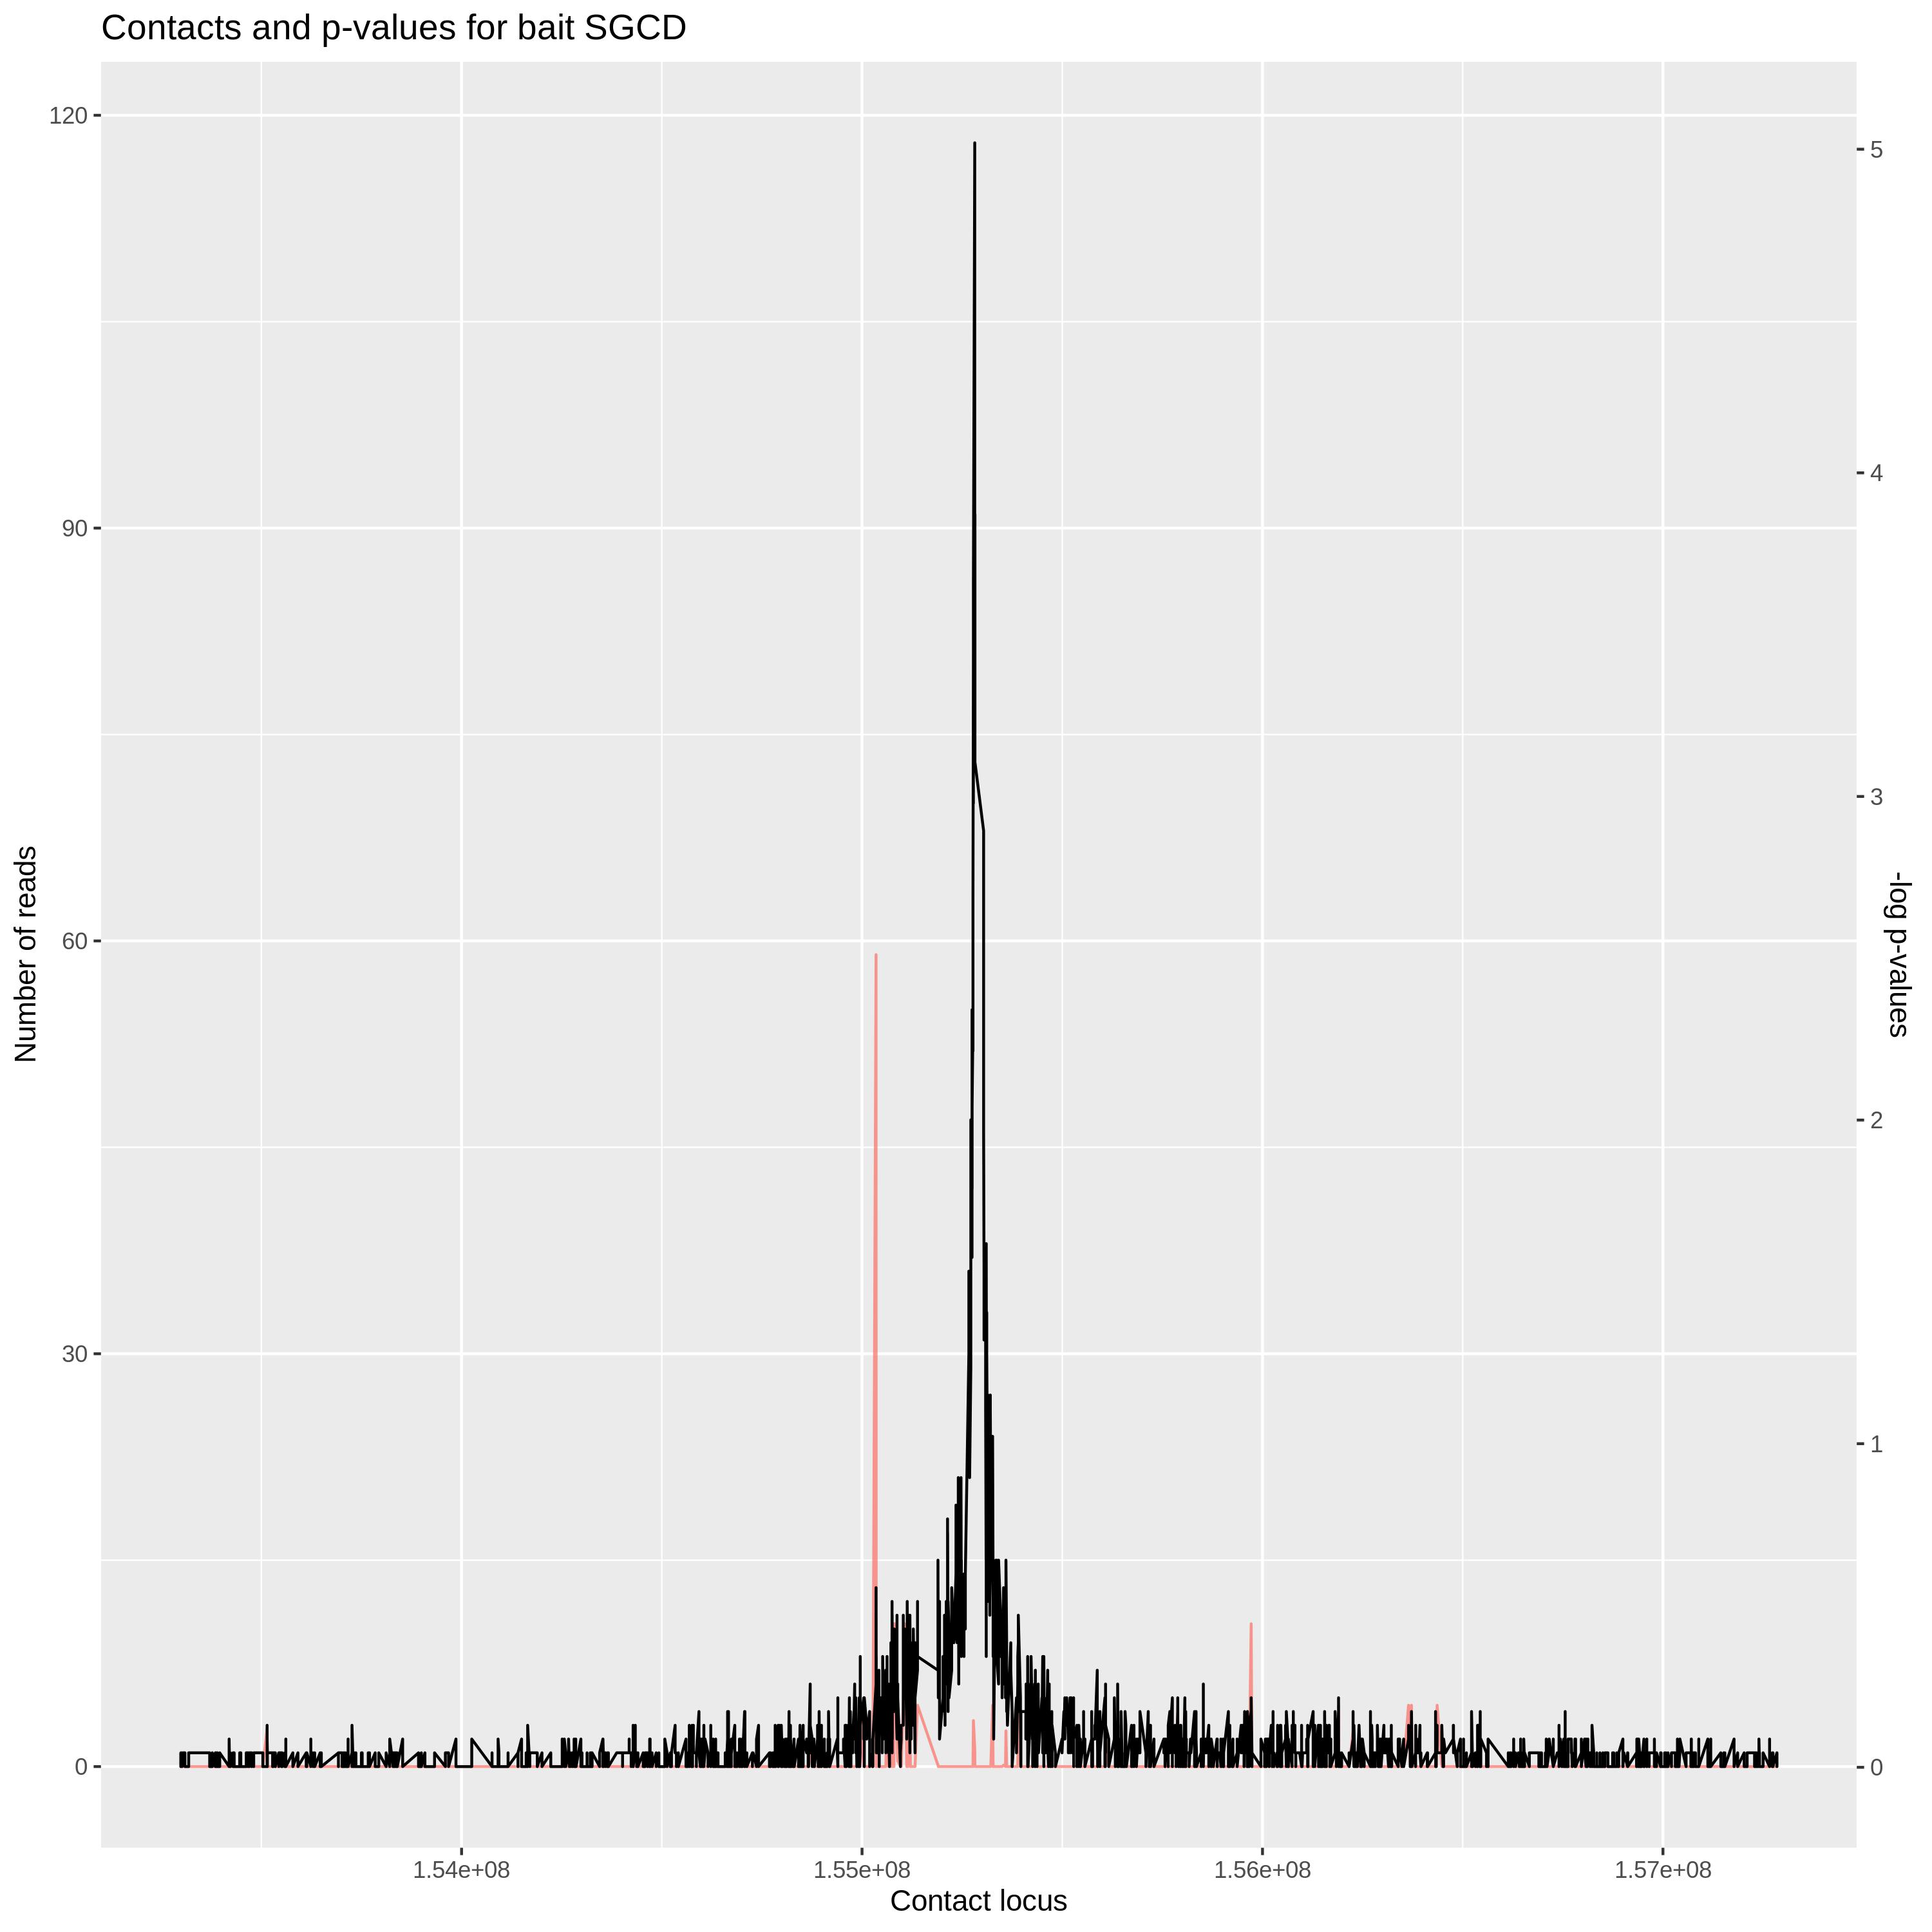 Contacts and p-values for bait SGCD
120
90
60
30
0
Number of reads
5
4
3
2
1
0
-log p-values
1.54e+08
1.55e+08
1.56e+08
1.57e+08
Contact locus